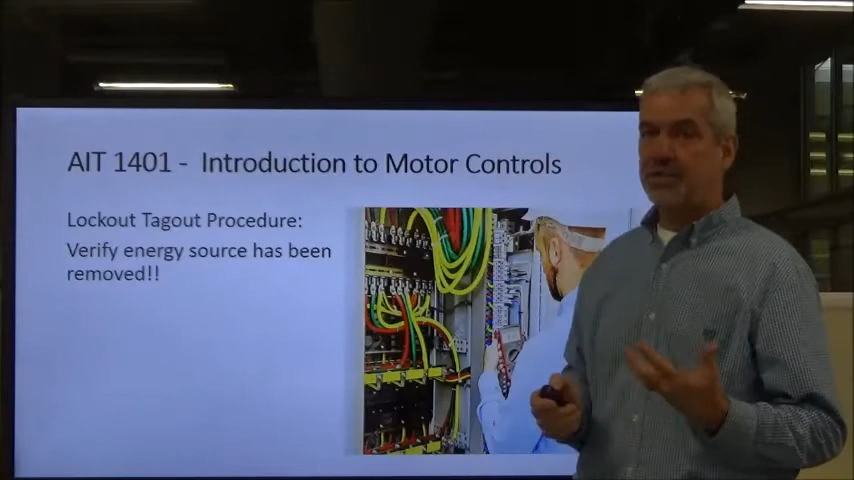 AIT 1401 - Introduction to Motor Controls
Lockout Tagout Procedure:
Verify energy source has been
removed!!